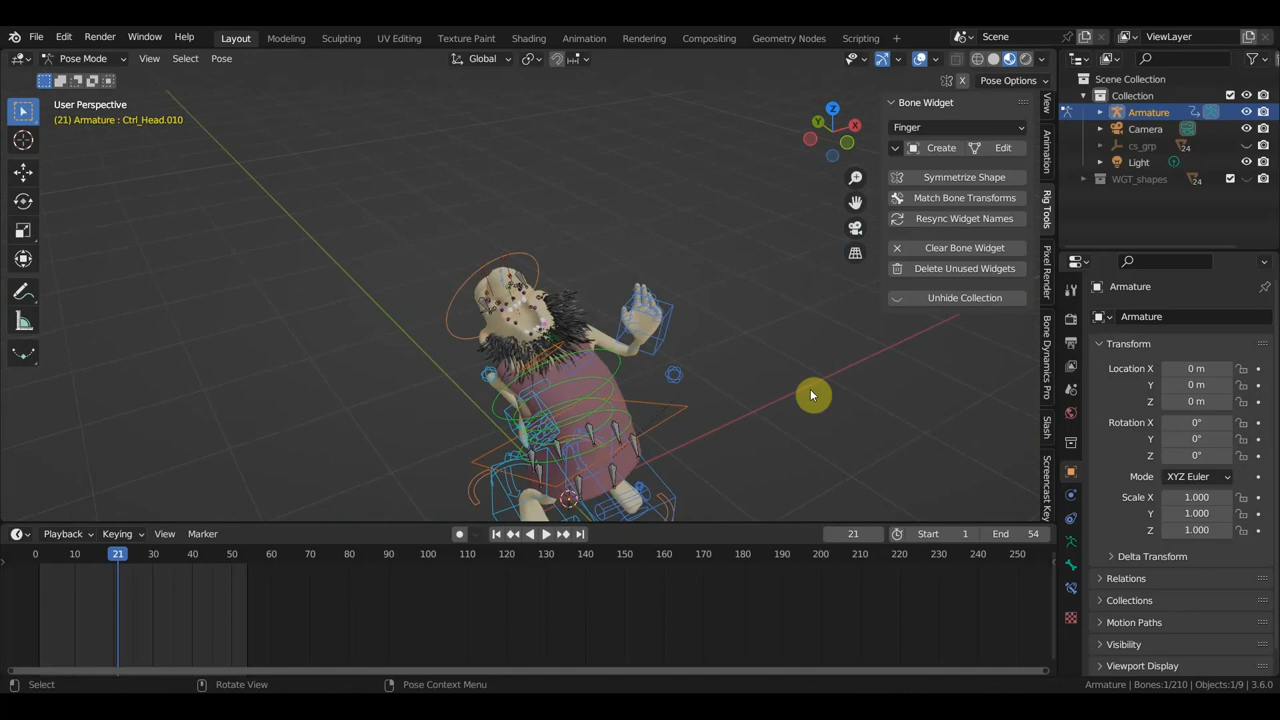 File Edit Render Window Help Layout Modeling Sculpting UV Editing Texture Paint Shading Animation Rendering Compositing Geometry Nodes Scripting + Scene ViewLayer
Pose Mode View Select Pose Global
X Pose Options
User Perspective
(21) Armature : Ctrl_Head.010
Z
Y
X
Bone Widget
Finger
Create Edit
Symmetrize Shape
Match Bone Transforms
Resync Widget Names
Clear Bone Widget
Delete Unused Widgets
Unhide Collection
View
Animation
Rig Tools
Pixel Render
Bone Dynamics Pro
Slash
Screencast Key
Scene Collection
Collection
Armature
Camera
cs_grp 24
Light
WGT_shapes 24
Armature
Armature
Transform
Location X 0 m
Y 0 m
Z 0 m
Rotation X 0°
Y 0°
Z 0°
Mode XYZ Euler
Scale X 1.000
Y 1.000
Z 1.000
Delta Transform
Relations
Collections
Motion Paths
Visibility
Viewport Display
Playback Keying View Marker 21 Start 1 End 54
0 10 21 30 40 50 60 70 80 90 100 110 120 130 140 150 160 170 180 190 200 210 220 230 240 250
Select Rotate View Pose Context Menu Armature | Bones:1/210 | Objects:1/9 | 3.6.0